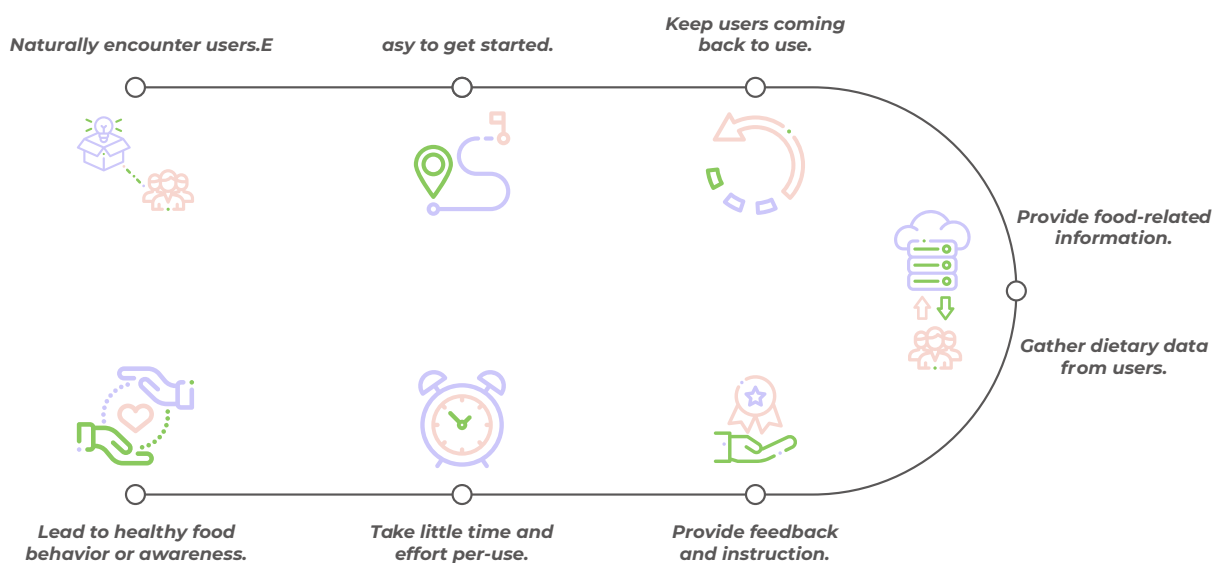 Naturally encounter users.E
asy to get started.
Keep users coming
back to use.
Provide food-related
information.
Gather dietary data
from users.
Provide feedback
and instruction.
Take little time and
effort per-use.
Lead to healthy food
behavior or awareness.